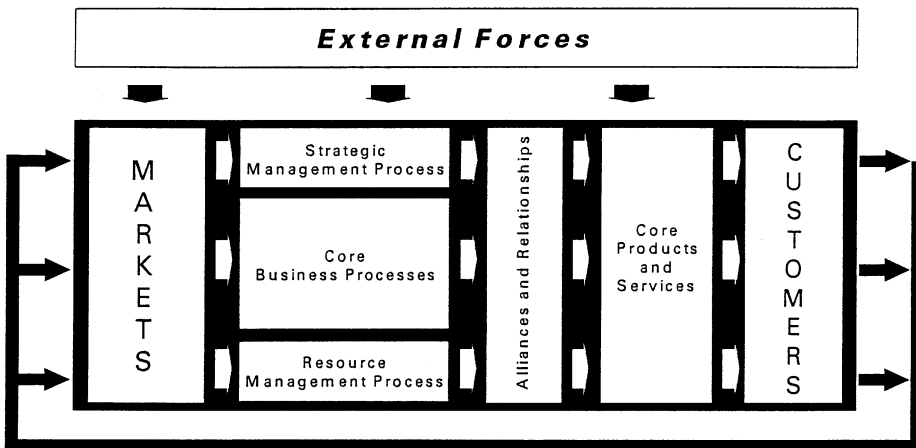 External Forces
MARKETS
Strategic
Management Process
Core
Business Processes
Resource
Management Process
Alliances and Relationships
Core
Products
and
Services
CUSTOMERS